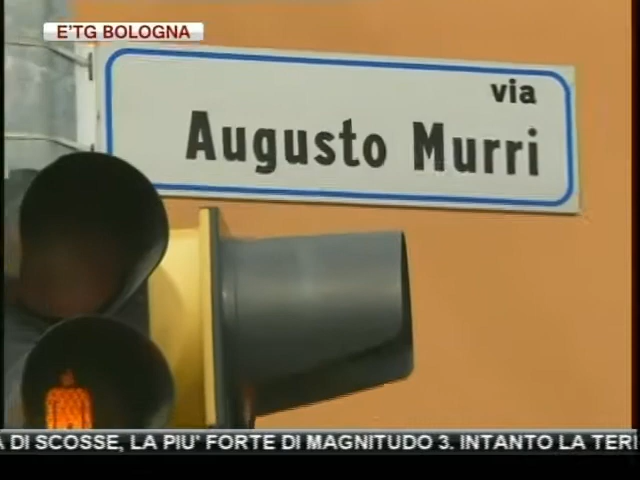 E'TG BOLOGNA
via
Augusto Murri
A DI SCOSSE, LA PIU' FORTE DI MAGNITUDO 3. INTANTO LA TER